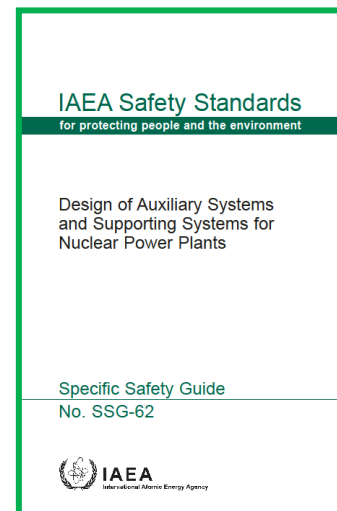 IAEA Safety Standards
for protecting people and the environment
Design of Auxiliary Systems
and Supporting Systems for
Nuclear Power Plants
Specific Safety Guide
No. SSG-62
IAEA
International Atomic Energy Agency